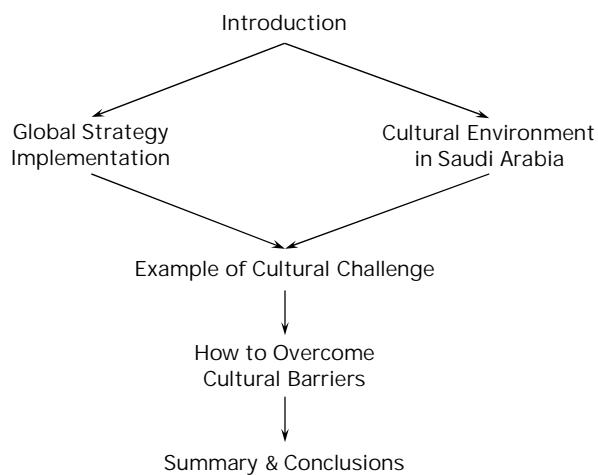 Introduction
Global Strategy
Implementation
Cultural Environment
in Saudi Arabia
Example of Cultural Challenge
How to Overcome
Cultural Barriers
Summary & Conclusions